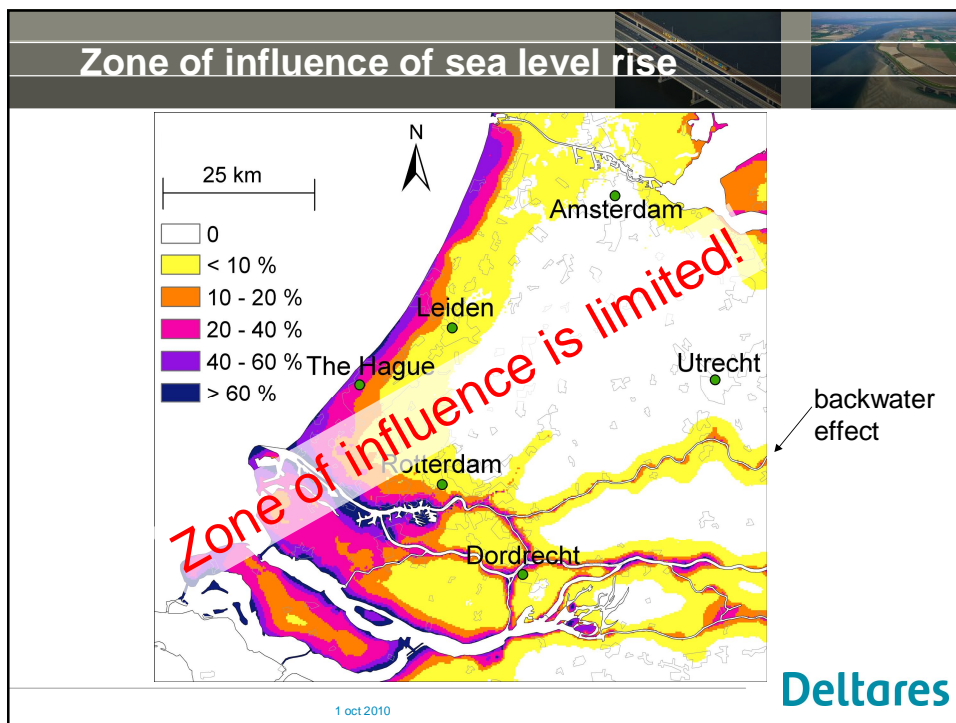 Zone of influence of sea level rise
N
25 km
0
< 10 %
10 - 20 %
20 - 40 %
40 - 60 %
> 60 %
Amsterdam
Leiden
The Hague
Utrecht
Rotterdam
Dordrecht
Zone of influence is limited!
backwater
effect
1 oct 2010
Deltares